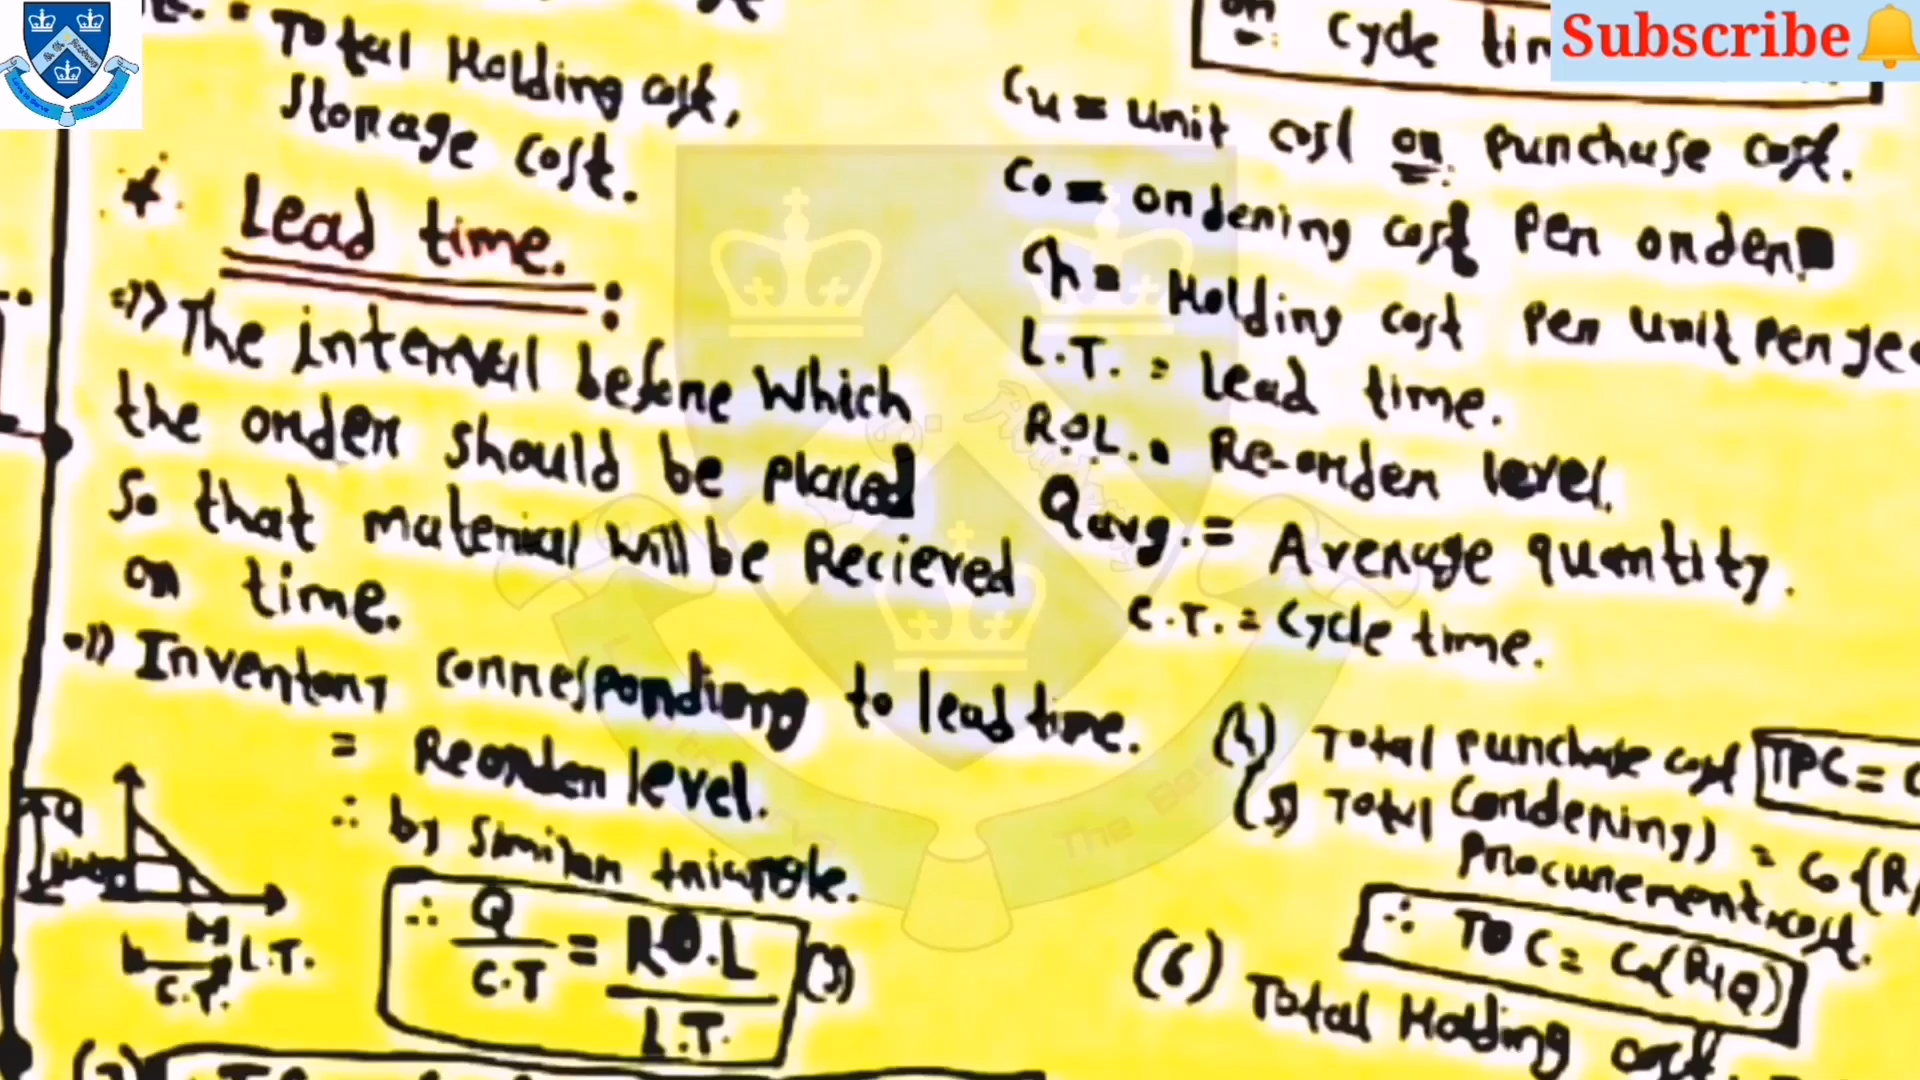 Total Holding cost,
Storage cost.
* Lead time. :
=>> The interval before which
the order should be placed
So that material will be Recieved
on time.
Inventory corresponding to lead time.
= Reorder level.
∴ by Similar triangle.
Q
L.T.
C.T.
∴ Q/C.T = R.O.L/L.T. (3)
or cycle
Subscribe
Cu = unit cost or purchase cost.
Co = ordering cost per order.
Ch = Holding cost per unit per
L.T. = Lead time.
R.O.L. = Re-order level.
Qavg. = Average quantity.
C.T. = Cycle time.
(4) Total purchase cost TPC =
(5) Total (ordering) = Co(R/
Procurement cost.
∴ TOC = Co(R/Q)
(6) Total Holding cost